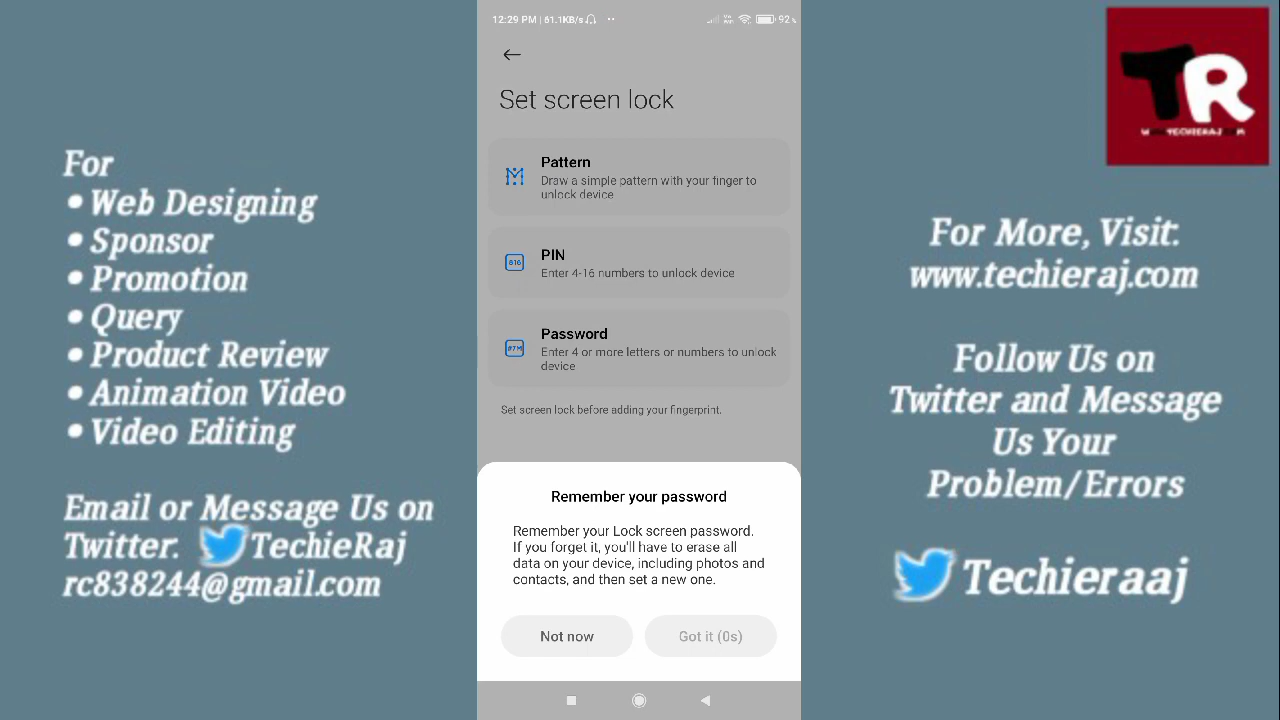 For
• Web Designing
• Sponsor
• Promotion
• Query
• Product Review
• Animation Video
• Video Editing
Email or Message Us on
Twitter. TechieRaj
rc838244@gmail.com
12:29 PM | 61.1KB/s
92
Set screen lock
Pattern
Draw a simple pattern with your finger to
unlock device
816
PIN
Enter 4-16 numbers to unlock device
Password
Enter 4 or more letters or numbers to unlock
device
Set screen lock before adding your fingerprint.
Remember your password
Remember your Lock screen password.
If you forget it, you'll have to erase all
data on your device, including photos and
contacts, and then set a new one.
Not now
Got it (0s)
TR
For More, Visit:
www.techieraj.com
Follow Us on
Twitter and Message
Us Your
Problem/Errors
Techieraaj